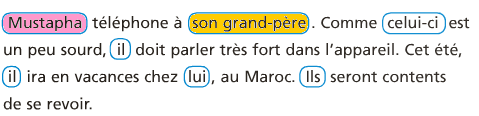 Mustapha téléphone à son grand-père. Comme celui-ci est
un peu sourd, il doit parler très fort dans l'appareil. Cet été,
il ira en vacances chez lui, au Maroc. Ils seront contents
de se revoir.